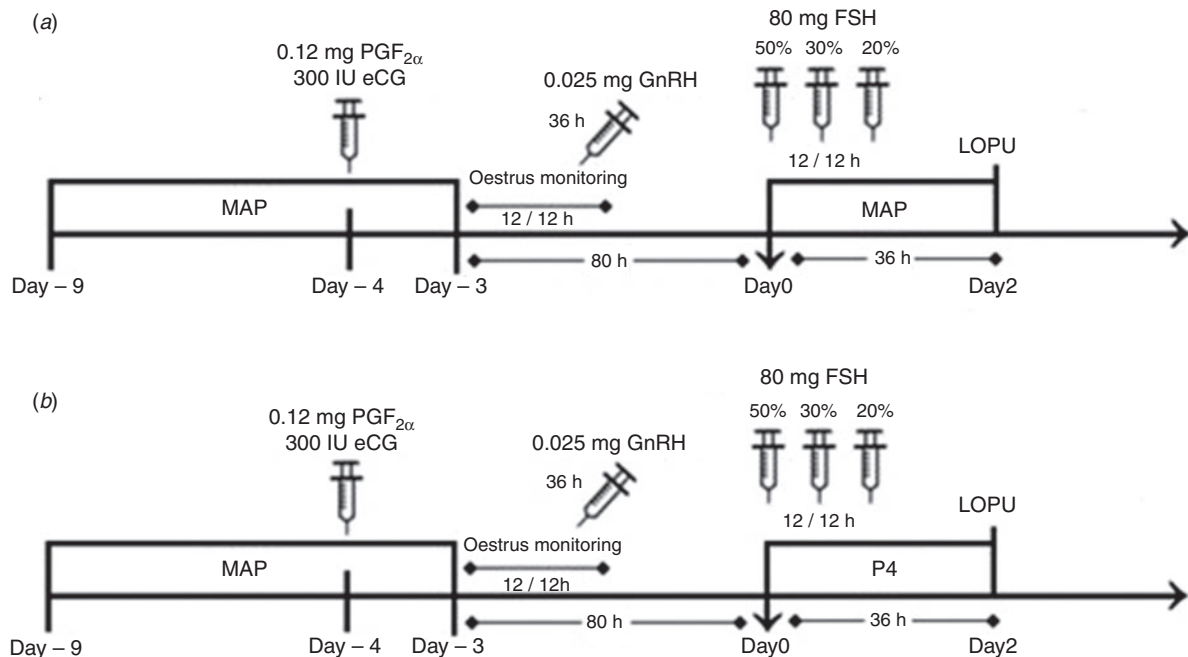 (a)
80 mg FSH
50% 30% 20%
0.12 mg PGF2α
300 IU eCG
0.025 mg GnRH
36 h
LOPU
12 / 12 h
Oestrus monitoring
MAP
12 / 12 h
MAP
80 h
36 h
Day – 9
Day – 4
Day – 3
Day0
Day2
(b)
80 mg FSH
50% 30% 20%
0.12 mg PGF2α
300 IU eCG
0.025 mg GnRH
36 h
LOPU
12 / 12 h
Oestrus monitoring
MAP
12 / 12h
P4
80 h
36 h
Day – 9
Day – 4
Day – 3
Day0
Day2